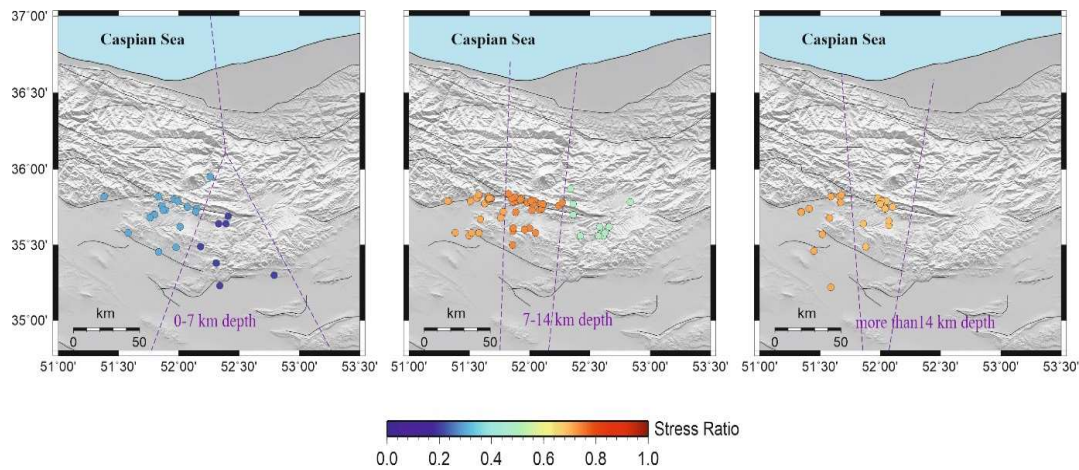 37°00'
36°30'
36°00'
35°30'
35°00'
Caspian Sea
km
0 50
0-7 km depth
51°00' 51°30' 52°00' 52°30' 53°00' 53°30'
Caspian Sea
km
0 50
7-14 km depth
51°00' 51°30' 52°00' 52°30' 53°00' 53°30'
Caspian Sea
km
0 50
more than14 km depth
51°00' 51°30' 52°00' 52°30' 53°00' 53°30'
Stress Ratio
0.0 0.2 0.4 0.6 0.8 1.0